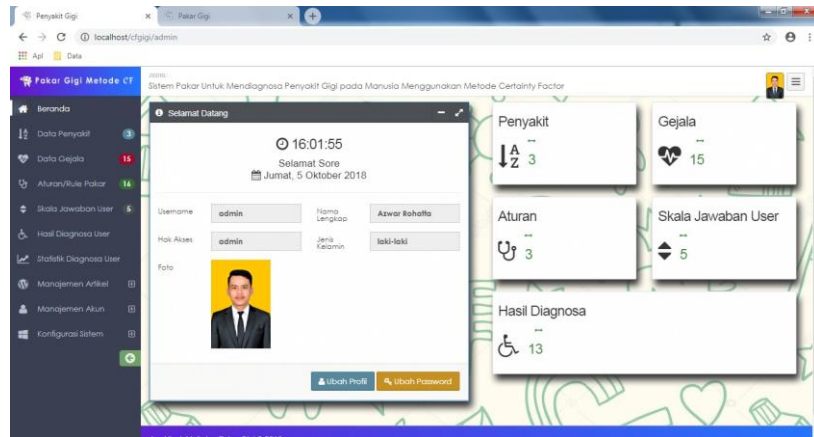 Penyakit Gigi
Pakar Gigi
localhost/cfgigi/admin
Apl
Data
Pakar Gigi Metode CF
Sistem Pakar Untuk Mendiagnosa Penyakit Gigi pada Manusia Menggunakan Metode Certainty Factor
Beranda
Data Penyakit 3
Data Gejala 15
Aturan/Rule Pakar 14
Skala Jawaban User 5
Hasil Diagnosa User
Statistik Diagnosa User
Manajemen Artikel
Manajemen Akun
Konfigurasi Sistem
Selamat Datang
16:01:55
Selamat Sore
Jumat, 5 Oktober 2018
Username admin
Nama Lengkap Azwar Rohaffa
Hak Akses admin
Jenis Kelamin laki-laki
Foto
Ubah Profil
Ubah Password
Penyakit
3
Gejala
15
Aturan
3
Skala Jawaban User
5
Hasil Diagnosa
13